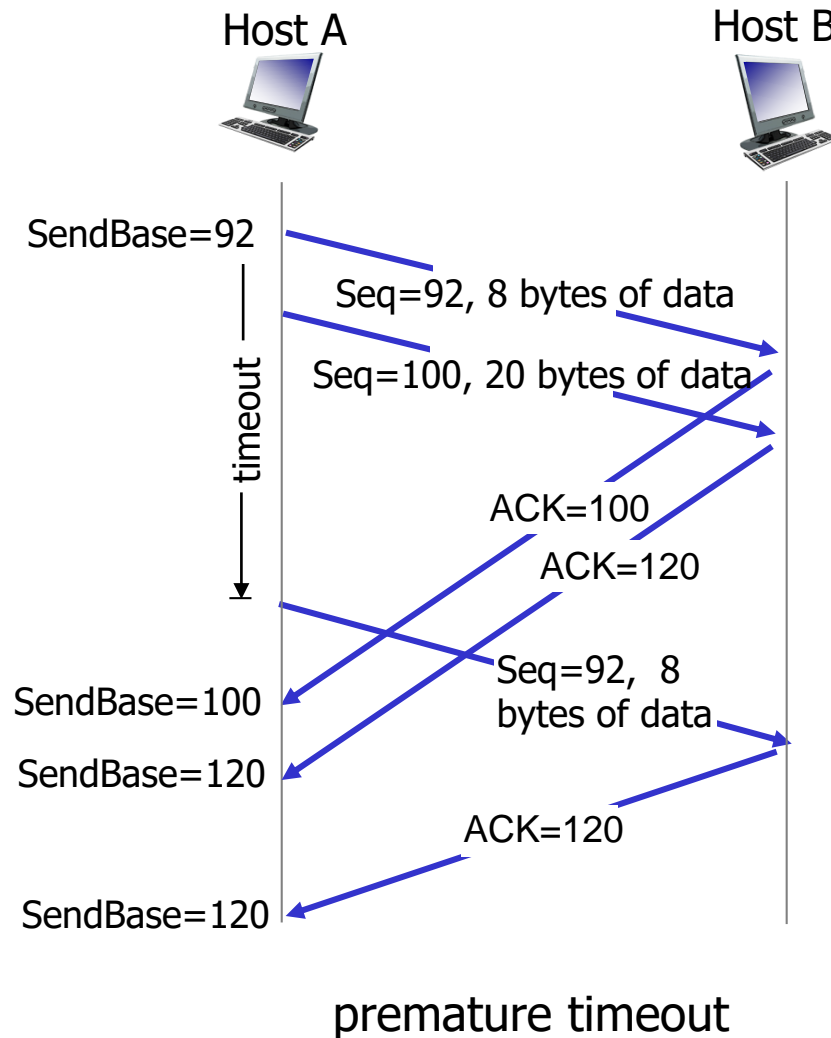 Host A
Host B
SendBase=92
Seq=92, 8 bytes of data
Seq=100, 20 bytes of data
timeout
ACK=100
ACK=120
Seq=92, 8
bytes of data
SendBase=100
SendBase=120
ACK=120
SendBase=120
premature timeout